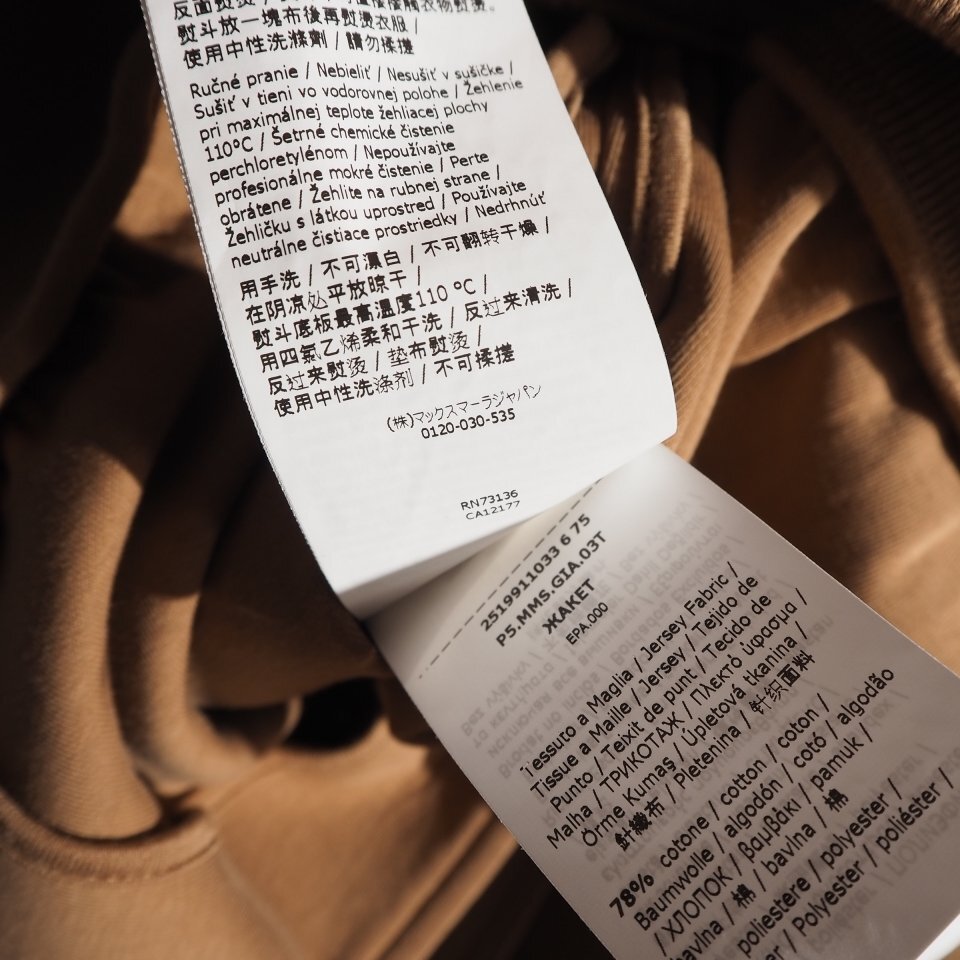 熨斗放一塊布後再熨燙衣服 /
使用中性洗滌劑 / 請勿揉搓
Ručné pranie / Nebieliť / Nesušiť v sušičke /
Sušiť v tieni vo vodorovnej polohe / Žehlenie
pri maximálnej teplote žehliacej plochy
110°C / Šetrné chemické čistenie
perchloretylénom / Nepoužívajte
profesionálne mokré čistenie / Perte
obrátene / Žehlite na rubnej strane /
Žehličku s látkou uprostred / Používajte
neutrálne čistiace prostriedky / Nedrhnúť
用手洗 / 不可漂白 / 不可翻转干燥 /
在阴凉处平放晾干 /
熨斗底板最高温度110 °C /
用四氯乙烯柔和干洗 / 反过来清洗 /
反过来熨烫 / 垫布熨烫 /
使用中性洗涤剂 / 不可揉搓
(株)マックスマーラジャパン
0120-030-535
RN73136
CA12177
2519911033 6 75
P5.MMS.GIA.03T
ЖАКЕТ
EPA.000
Tessuto a Maglia / Jersey Fabric /
Tissue a Maille / Jersey / Tejido de
Punto / Teixit de punt / Tecido de
Malha / ТРИКОТАЖ / Πλεκτό ύφασμα /
Örme Kumaş / Úpletová tkanina /
針織布 / Pletenina / 针织面料
78% cotone / cotton / coton /
Baumwolle / algodón / cotó / algodão
/ ХЛОПОК / βαμβάκι / pamuk /
bavlna / 棉 / bavlna / 棉
poliestere / polyester /
/ Polyester / poliéster /